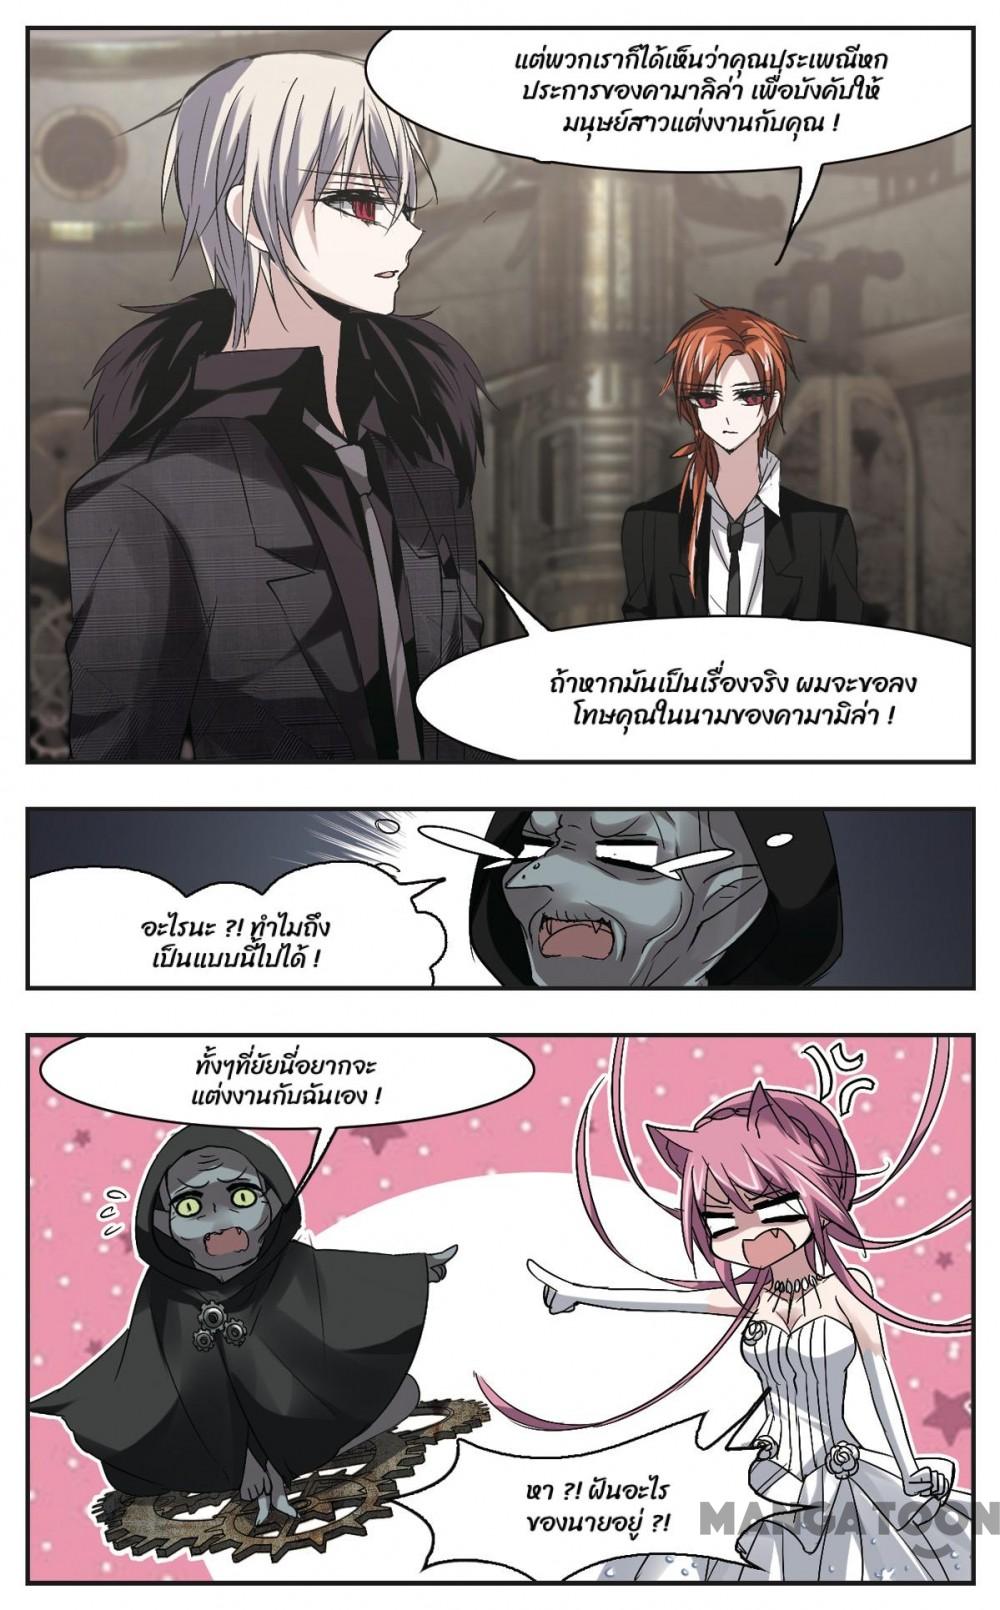 แต่พวกเราก็ได้เห็นว่าคุณประเพณีหก
ประการของคามาลิล่า เพื่อบังคับให้
มนุษย์สาวแต่งงานกับคุณ !
ถ้าหากมันเป็นเรื่องจริง ผมจะขอลง
โทษคุณในนามของคามามิล่า !
อะไรนะ ?! ทำไมถึง
เป็นแบบนี้ไปได้ !
ทั้งๆที่ยัยนี่อยากจะ
แต่งงานกับฉันเอง !
หา ?! ฝันอะไร
ของนายอยู่ ?!
MANGATOON